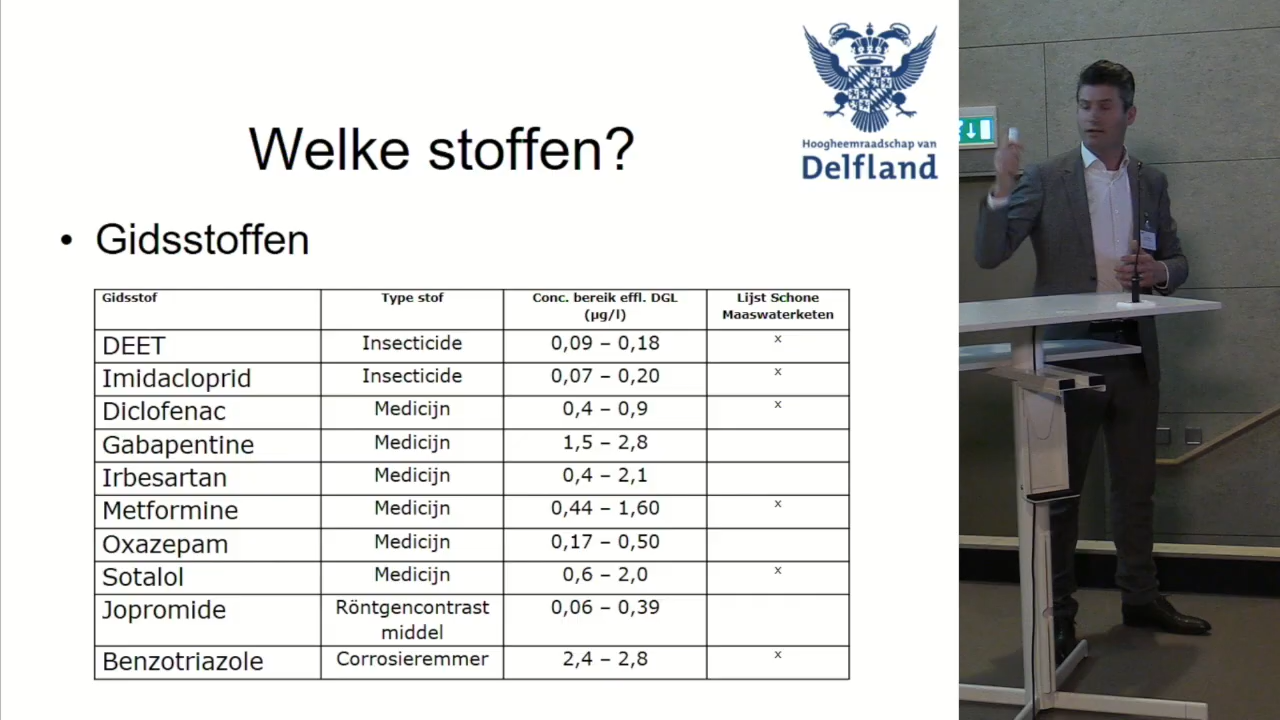 Hoogheemraadschap van
Delfland
Welke stoffen?
• Gidsstoffen
Gidsstof Type stof Conc. bereik effl. DGL (µg/l) Lijst Schone Maaswaterketen
DEET Insecticide 0,09 – 0,18 x
Imidacloprid Insecticide 0,07 – 0,20 x
Diclofenac Medicijn 0,4 – 0,9 x
Gabapentine Medicijn 1,5 – 2,8
Irbesartan Medicijn 0,4 – 2,1
Metformine Medicijn 0,44 – 1,60 x
Oxazepam Medicijn 0,17 – 0,50
Sotalol Medicijn 0,6 – 2,0 x
Jopromide Röntgencontrast middel 0,06 – 0,39
Benzotriazole Corrosieremmer 2,4 – 2,8 x